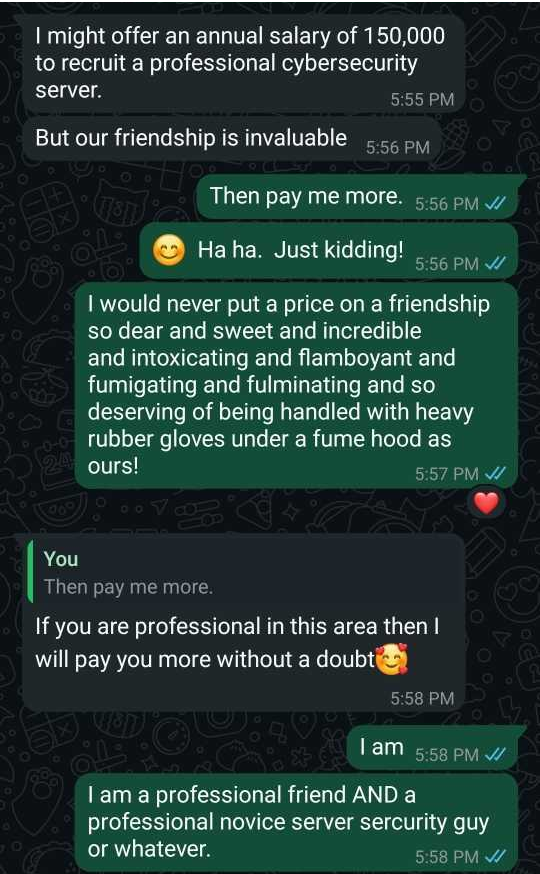 I might offer an annual salary of 150,000
to recruit a professional cybersecurity
server.
5:55 PM
But our friendship is invaluable 5:56 PM
Then pay me more. 5:56 PM
😊 Ha ha.  Just kidding!
5:56 PM
I would never put a price on a friendship
so dear and sweet and incredible
and intoxicating and flamboyant and
fumigating and fulminating and so
deserving of being handled with heavy
rubber gloves under a fume hood as
ours!
5:57 PM
❤️
You
Then pay me more.
If you are professional in this area then I
will pay you more without a doubt🥰
5:58 PM
I am 5:58 PM
I am a professional friend AND a
professional novice server sercurity guy
or whatever.
5:58 PM